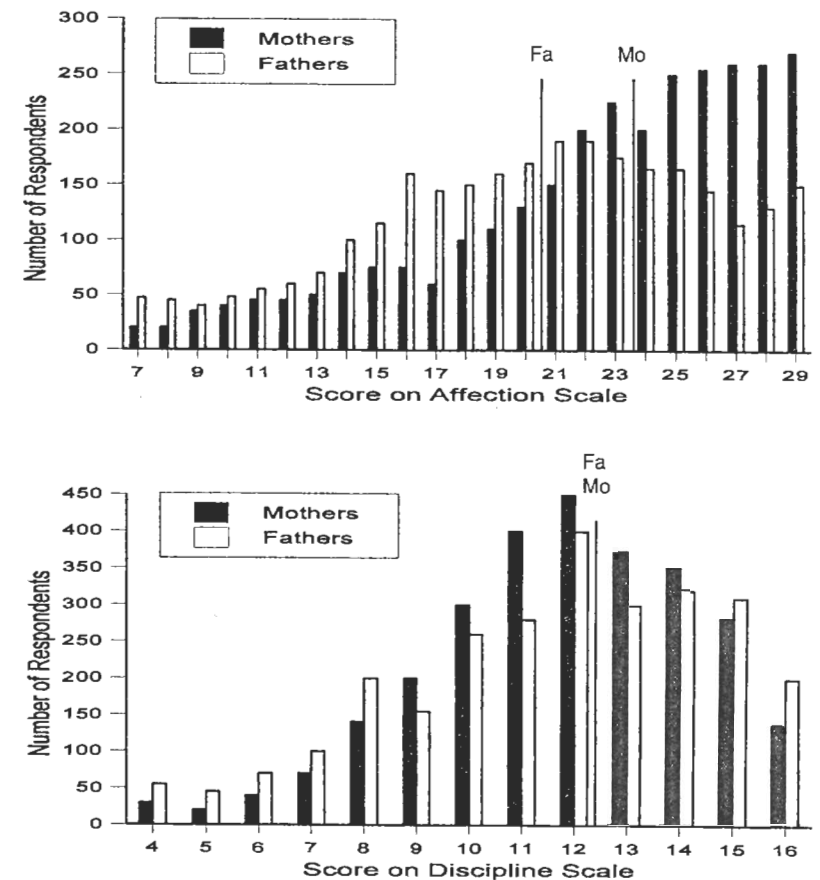 300
250
200
150
100
50
0
Number of Respondents
Mothers
Fathers
Fa Mo
7 9 11 13 15 17 19 21 23 25 27 29
Score on Affection Scale
Fa
Mo
450
400
350
300
250
200
150
100
50
0
Number of Respondents
Mothers
Fathers
4 5 6 7 8 9 10 11 12 13 14 15 16
Score on Discipline Scale